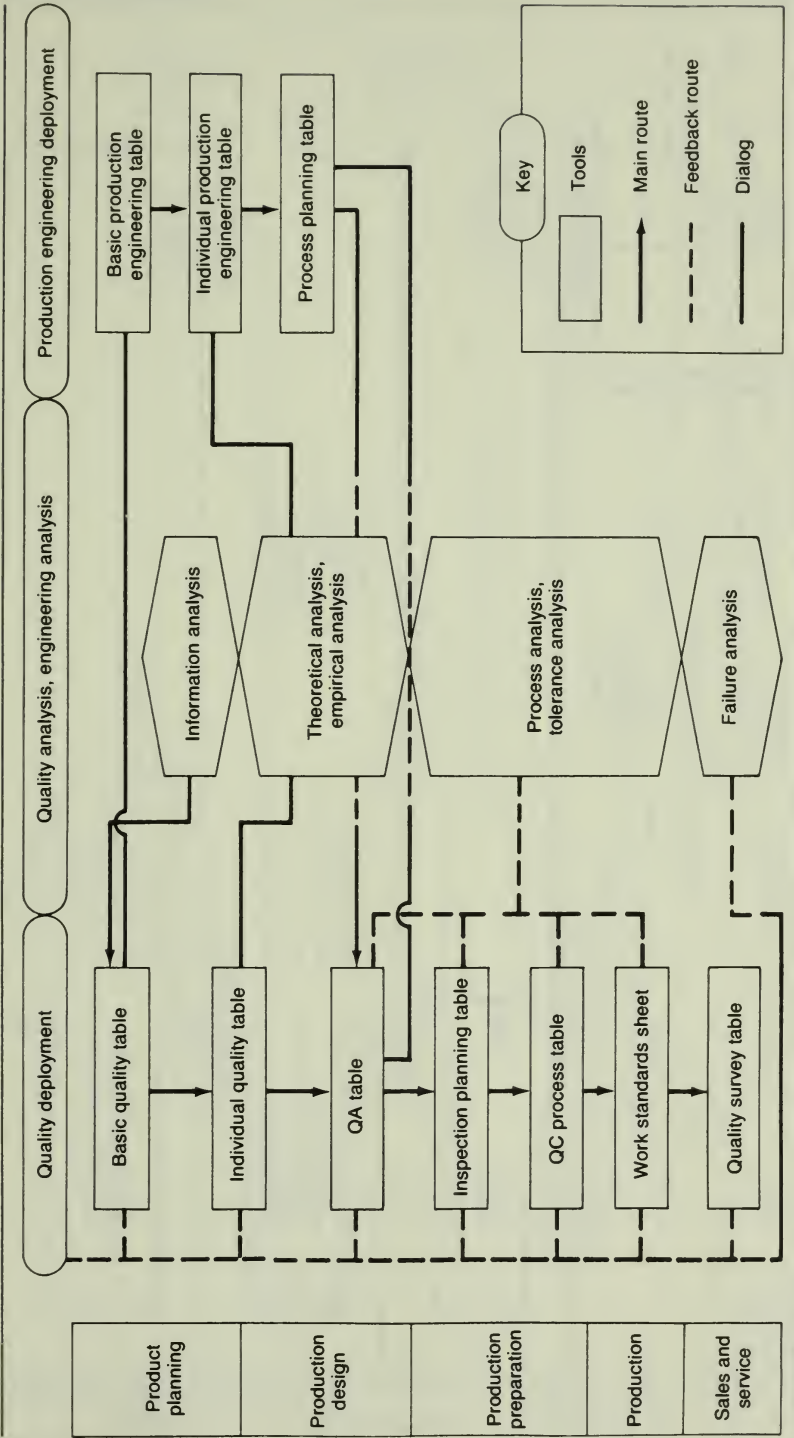 Quality deployment
Quality analysis, engineering analysis
Production engineering deployment
Product
planning
Production
design
Production
preparation
Production
Sales and
service
Basic quality table
Individual quality table
QA table
Inspection planning table
QC process table
Work standards sheet
Quality survey table
Information analysis
Theoretical analysis,
empirical analysis
Process analysis,
tolerance analysis
Failure analysis
Basic production
engineering table
Individual production
engineering table
Process planning table
Key
Tools
Main route
Feedback route
Dialog